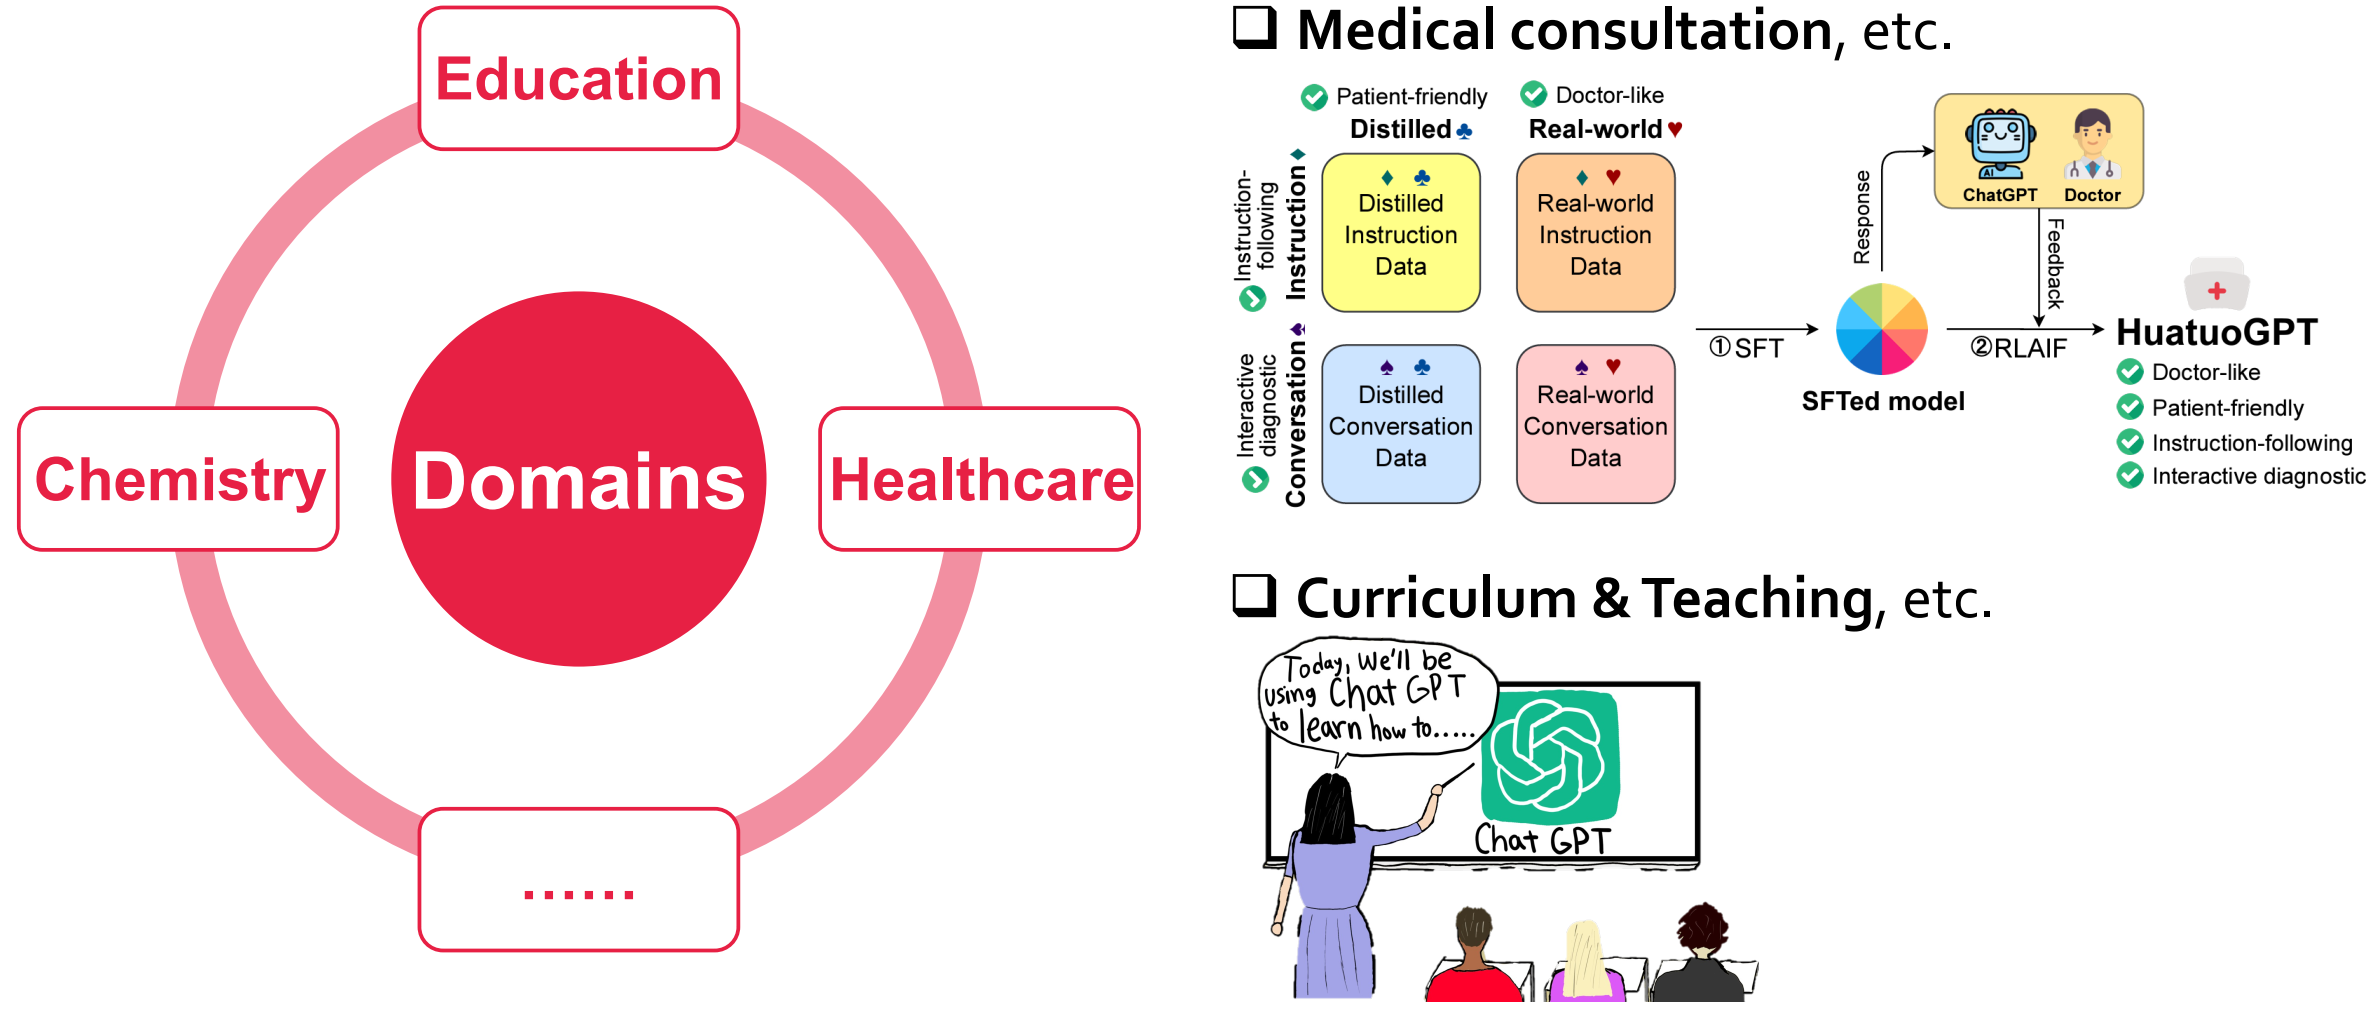 Education
Chemistry
Domains
Healthcare
......
❑ Medical consultation, etc.
Patient-friendly
Distilled ♣
Doctor-like
Real-world ♥
Instruction-
following
Instruction ♦
Interactive
diagnostic
Conversation ♠
♦ ♣
Distilled
Instruction
Data
♦ ♥
Real-world
Instruction
Data
♠ ♣
Distilled
Conversation
Data
♠ ♥
Real-world
Conversation
Data
①SFT
SFTed model
Response
AI
ChatGPT
Doctor
Feedback
②RLAIF
HuatuoGPT
Doctor-like
Patient-friendly
Instruction-following
Interactive diagnostic
❑ Curriculum & Teaching, etc.
Today, We'll be
using Chat GPT
to learn how to.....
Chat GPT